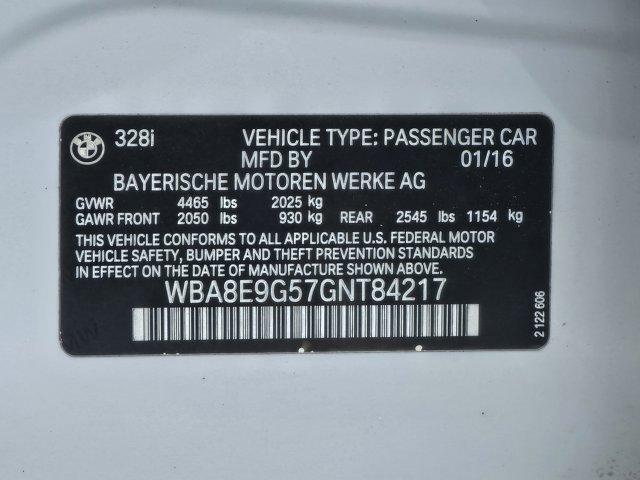 BMW 328i VEHICLE TYPE: PASSENGER CAR
MFD BY 01/16
BAYERISCHE MOTOREN WERKE AG
GVWR 4465 lbs 2025 kg
GAWR FRONT 2050 lbs 930 kg REAR 2545 lbs 1154 kg
THIS VEHICLE CONFORMS TO ALL APPLICABLE U.S. FEDERAL MOTOR
VEHICLE SAFETY, BUMPER, AND THEFT PREVENTION STANDARDS
IN EFFECT ON THE DATE OF MANUFACTURE SHOWN ABOVE.
WBA8E9G57GNT84217
2 122 606